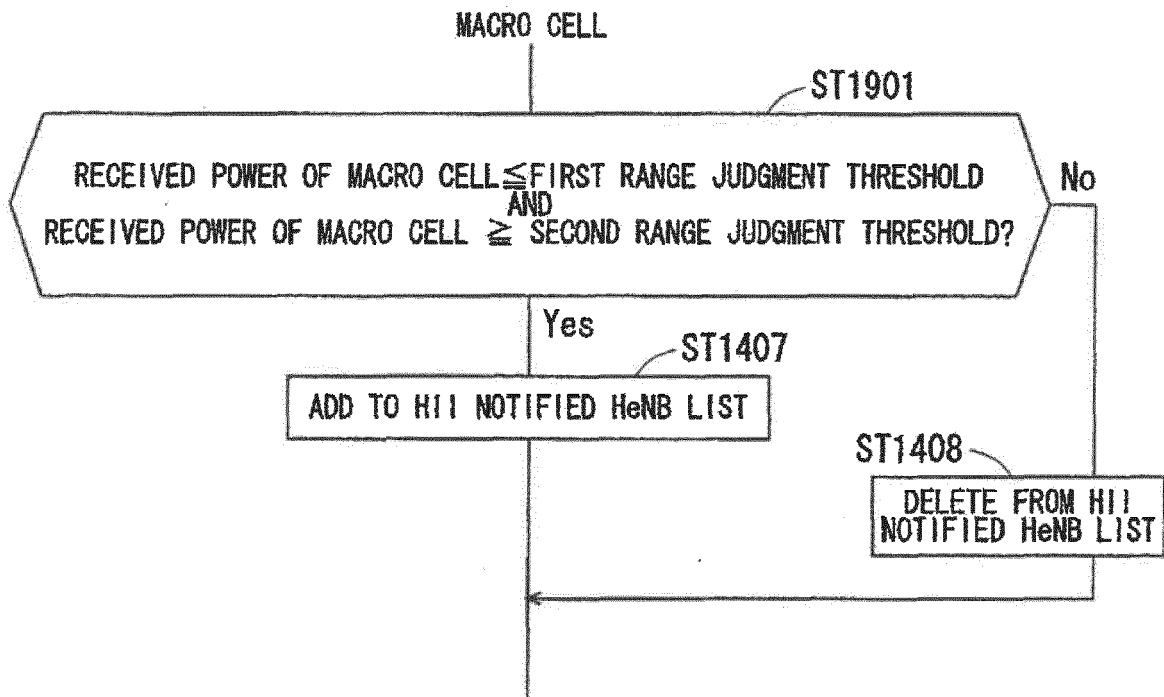 MACRO CELL
ST1901
RECEIVED POWER OF MACRO CELL≦FIRST RANGE JUDGMENT THRESHOLD
AND
RECEIVED POWER OF MACRO CELL ≧ SECOND RANGE JUDGMENT THRESHOLD?
No
Yes
ST1407
ADD TO HII NOTIFIED HeNB LIST
ST1408
DELETE FROM HII
NOTIFIED HeNB LIST